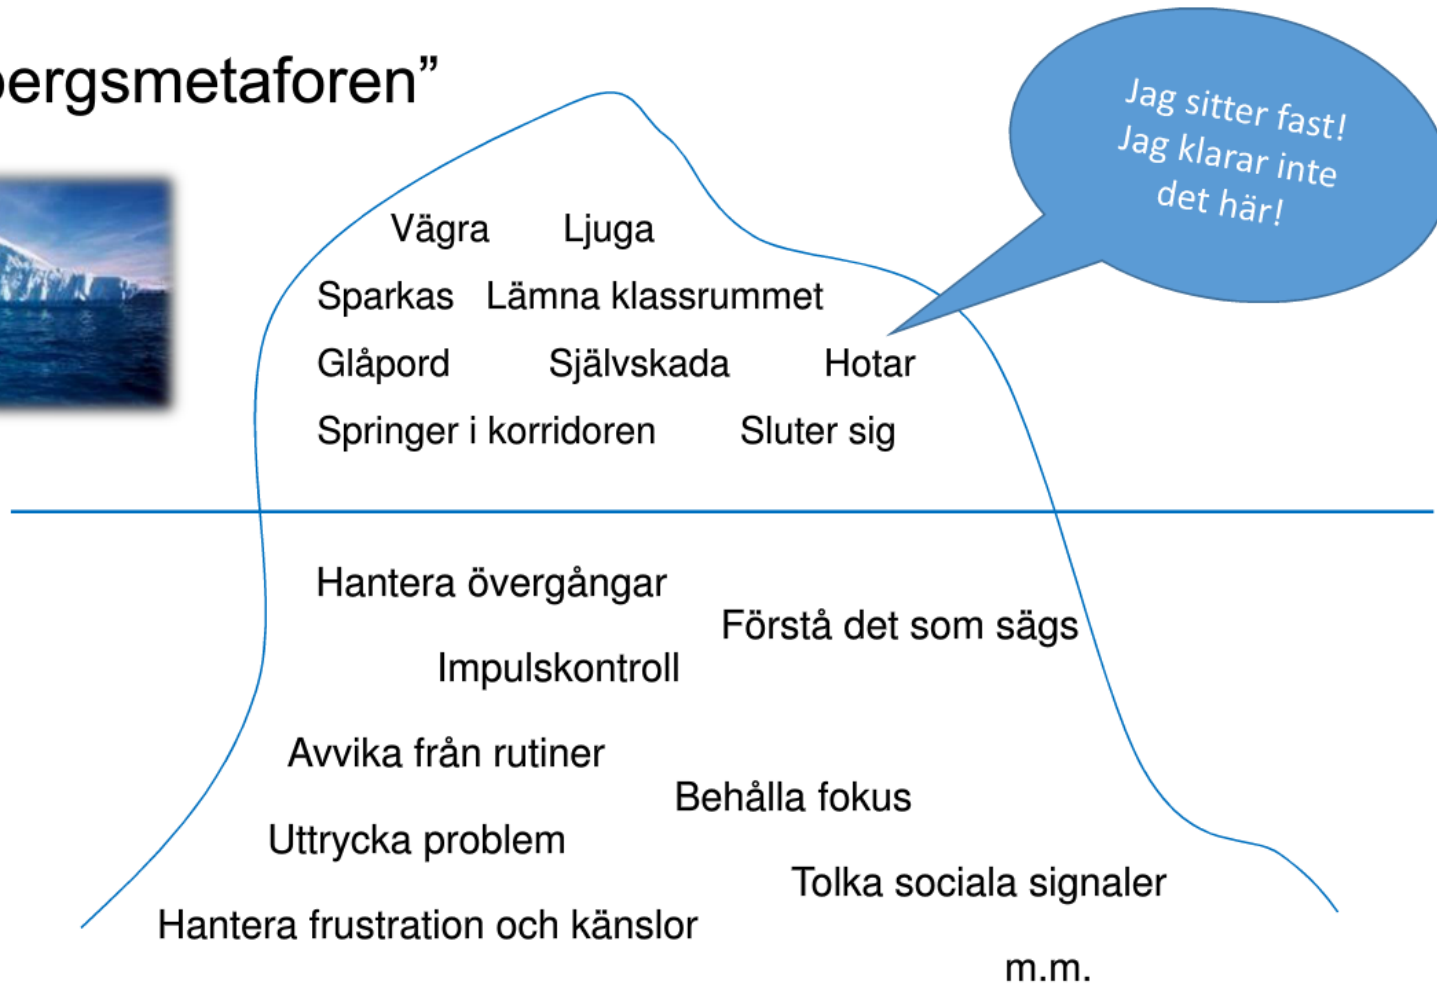 bergsmetaforen”
Jag sitter fast!
Jag klarar inte
det här!
Vägra Ljuga
Sparkas Lämna klassrummet
Glåpord Självskada Hotar
Springer i korridoren Sluter sig
Hantera övergångar
Förstå det som sägs
Impulskontroll
Avvika från rutiner
Behålla fokus
Uttrycka problem
Tolka sociala signaler
Hantera frustration och känslor
m.m.